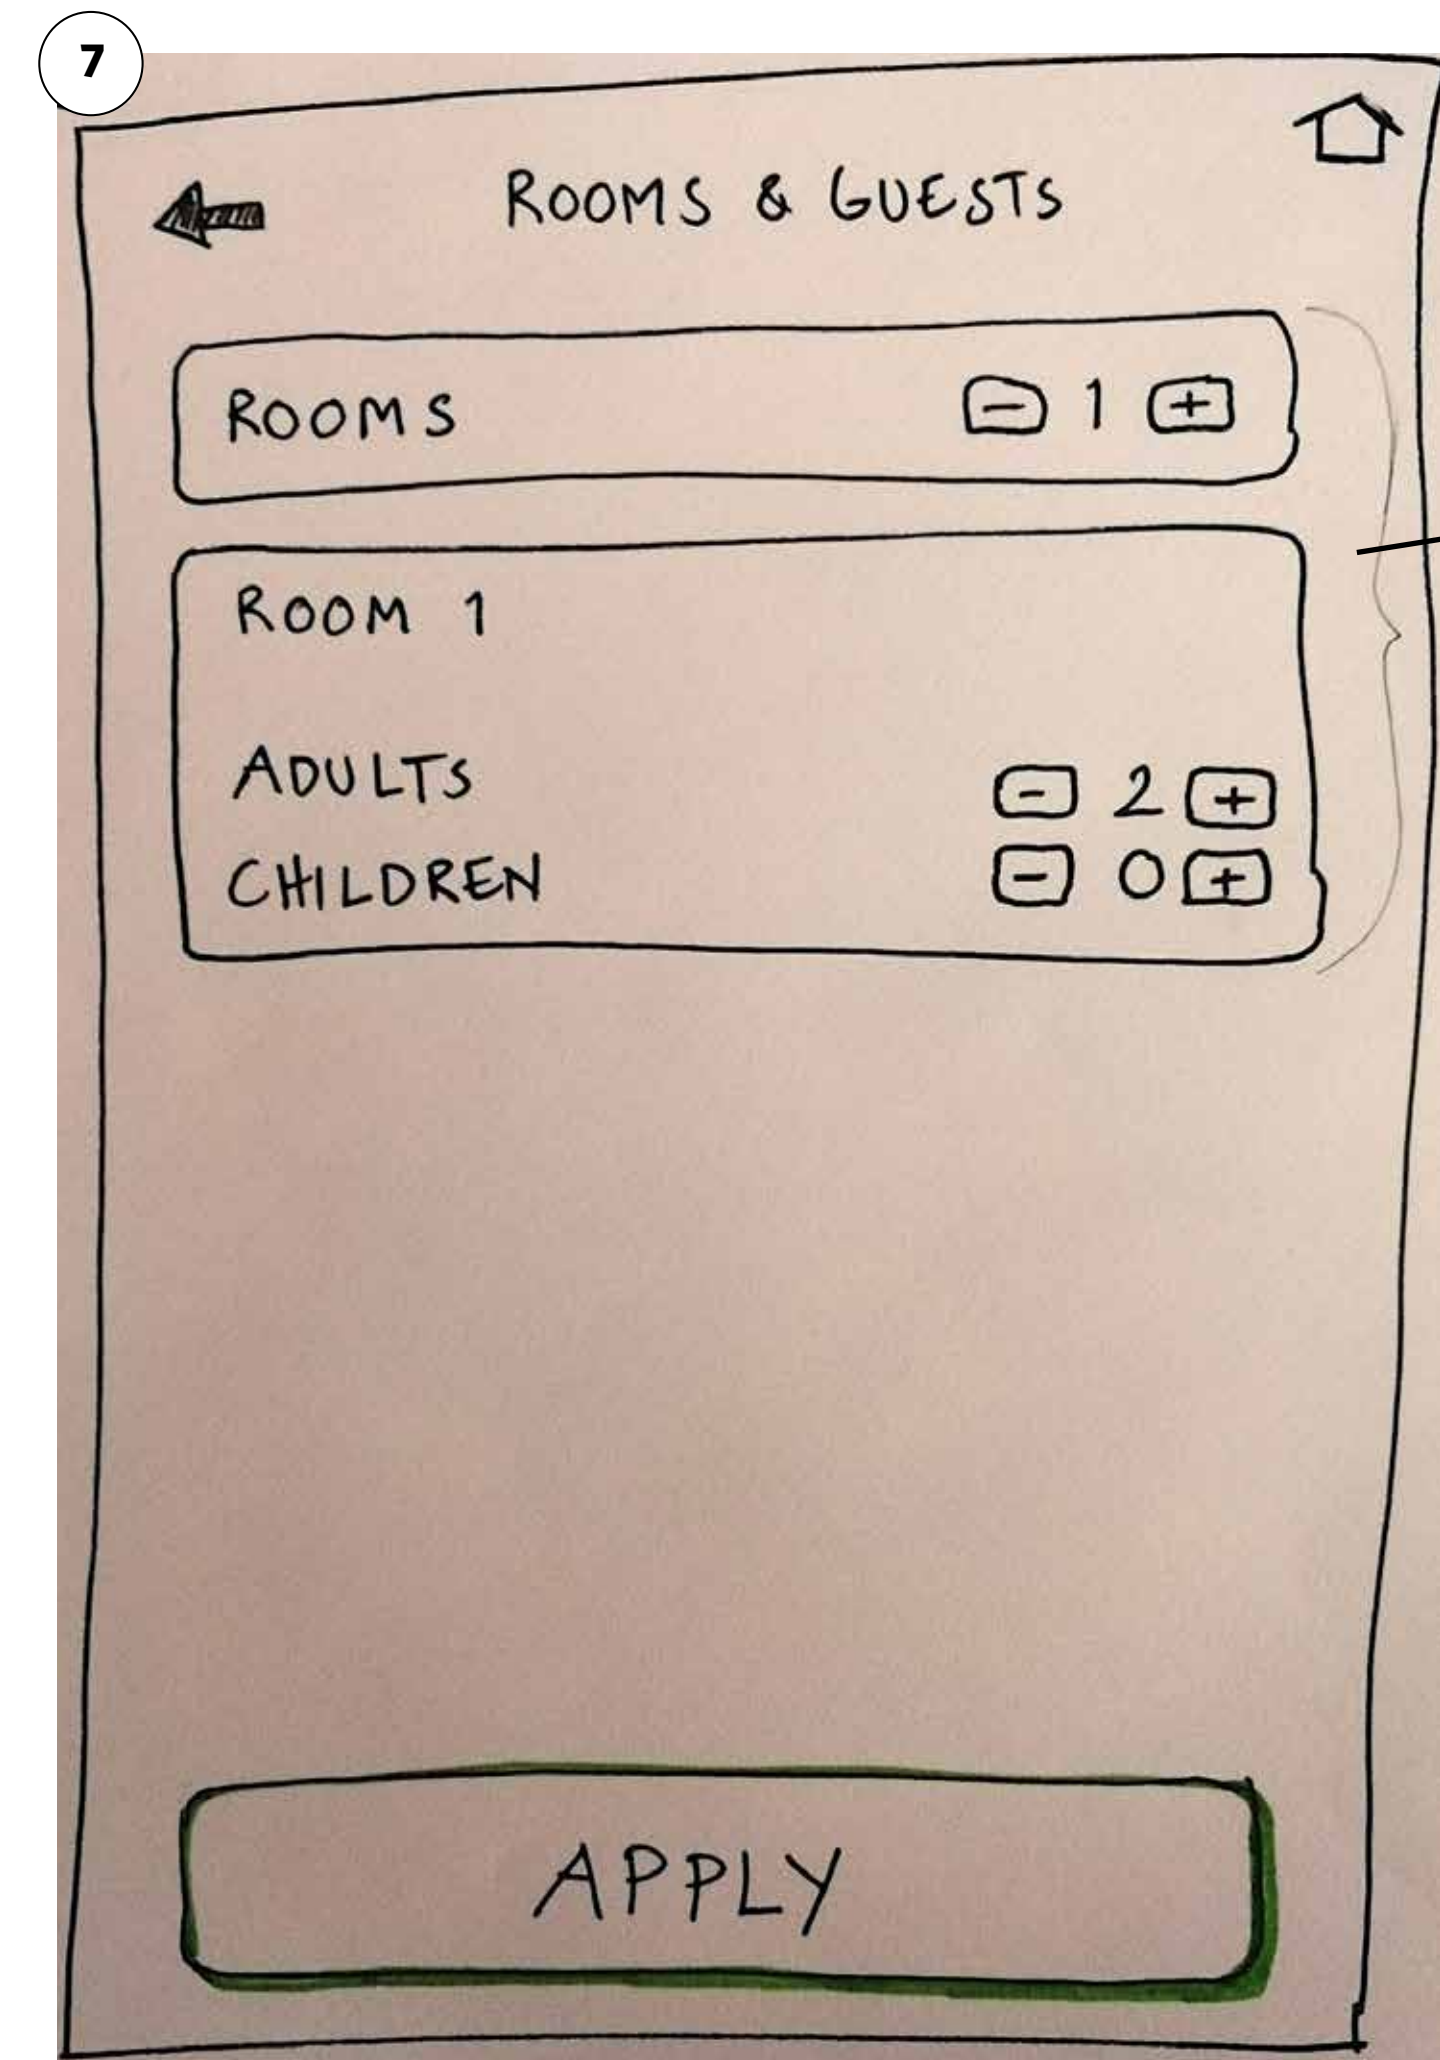 7
ROOMS & GUESTS
ROOMS - 1 +
ROOM 1
ADULTS - 2 +
CHILDREN - 0 +
APPLY